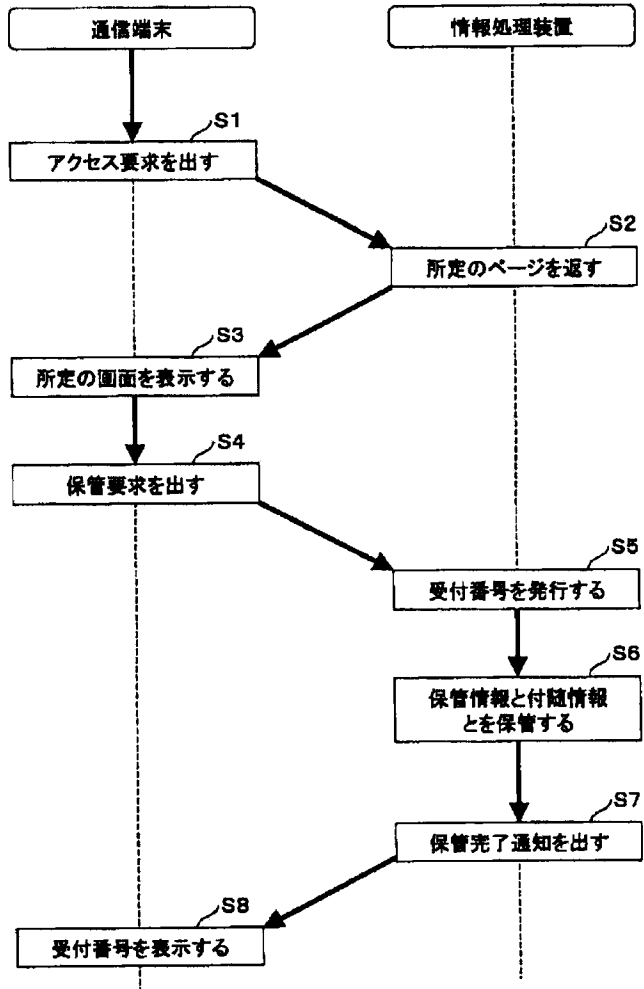 通信端末
情報処理装置
S1
アクセス要求を出す
S2
所定のページを返す
S3
所定の画面を表示する
S4
保管要求を出す
S5
受付番号を発行する
S6
保管情報と付随情報
とを保管する
S7
保管完了通知を出す
S8
受付番号を表示する